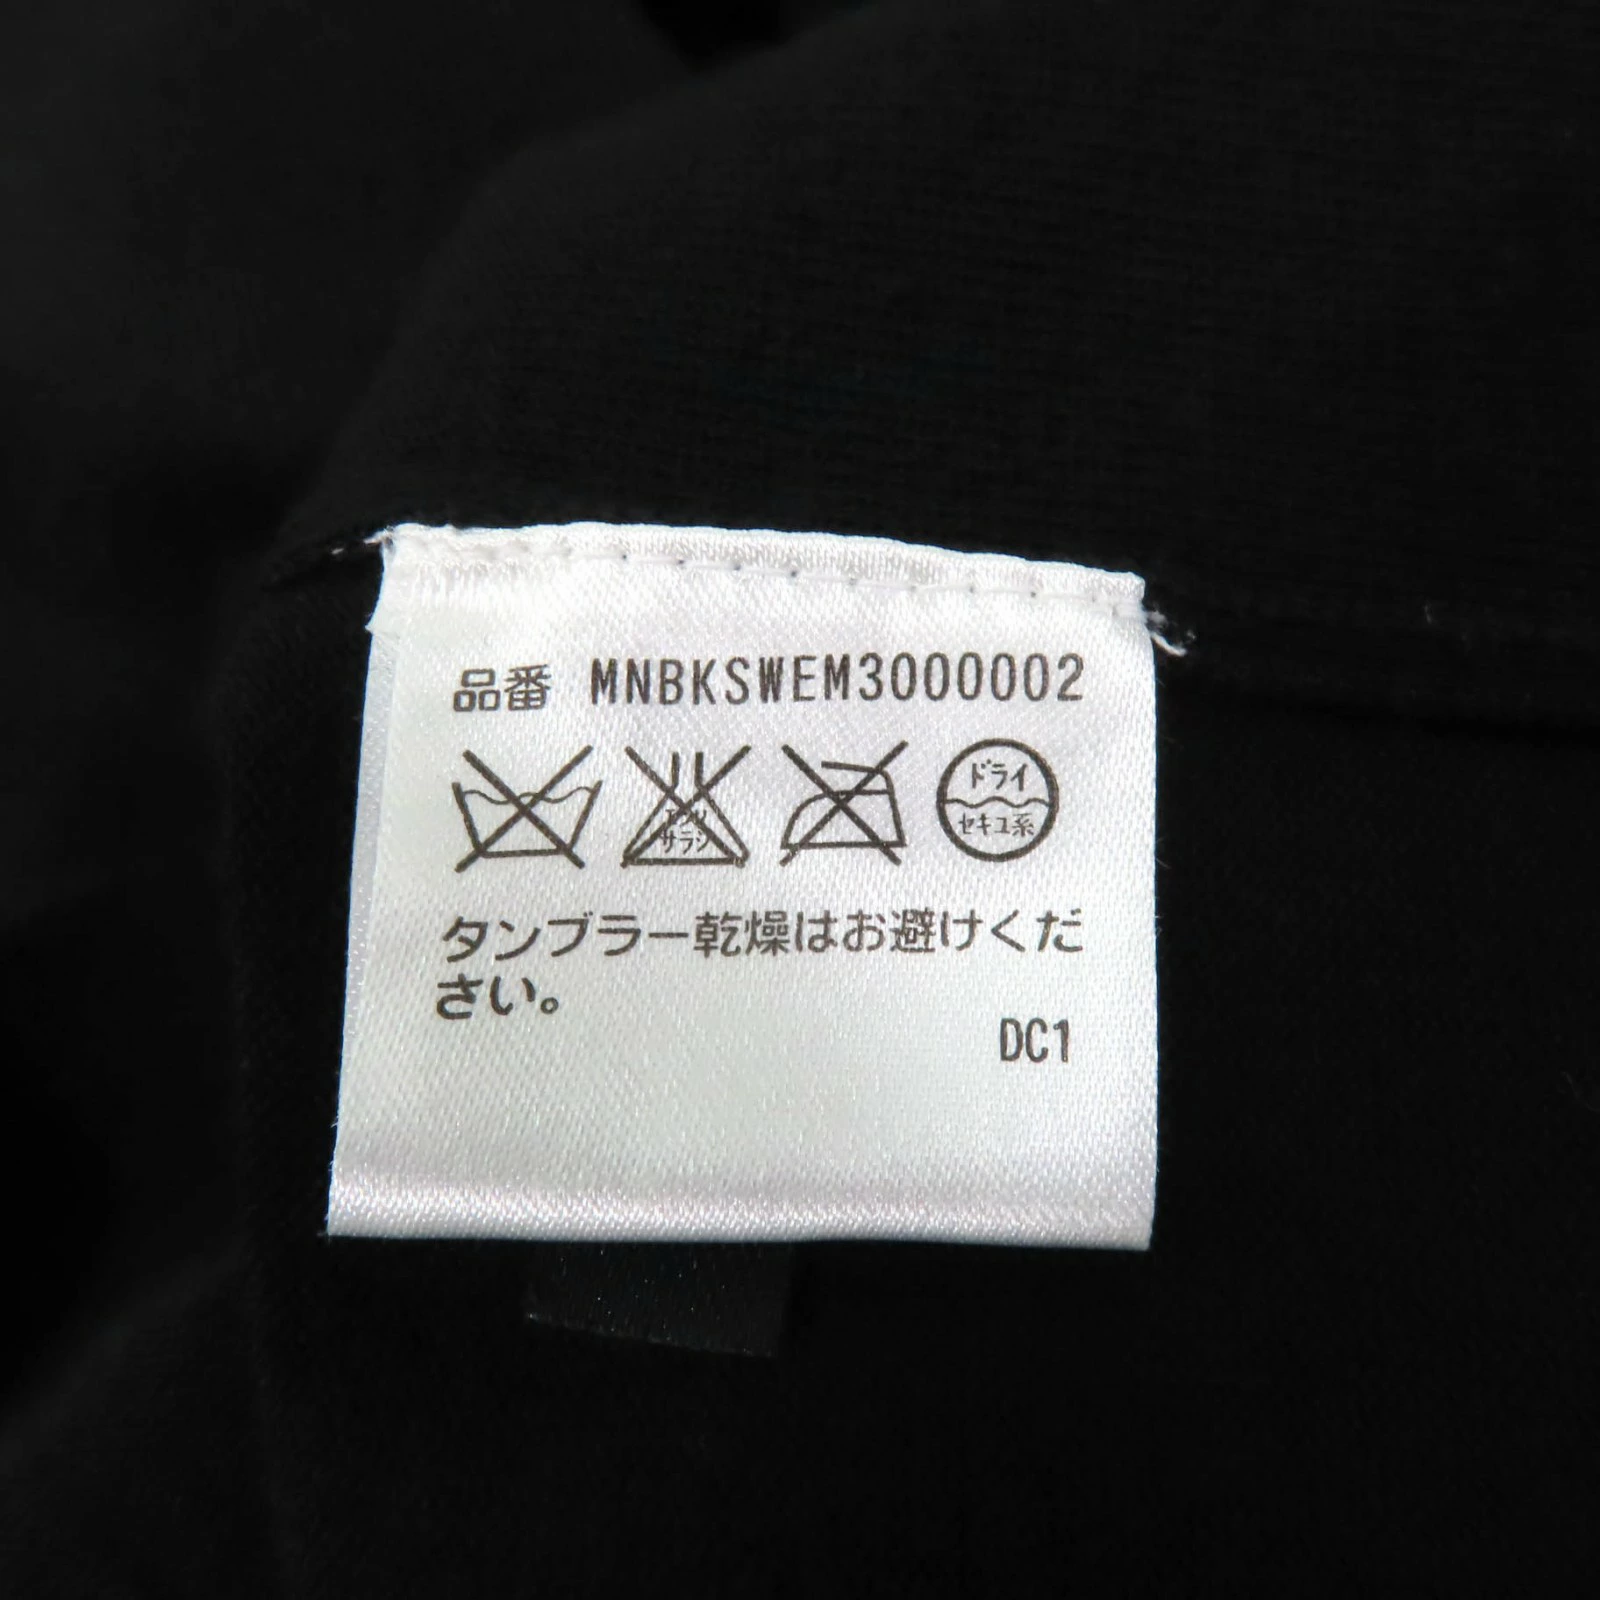 品番 MNBKSWEM3000002
エンソ
サラシ
ドライ
セキユ系
タンブラー乾燥はお避けくだ
さい。
DC1